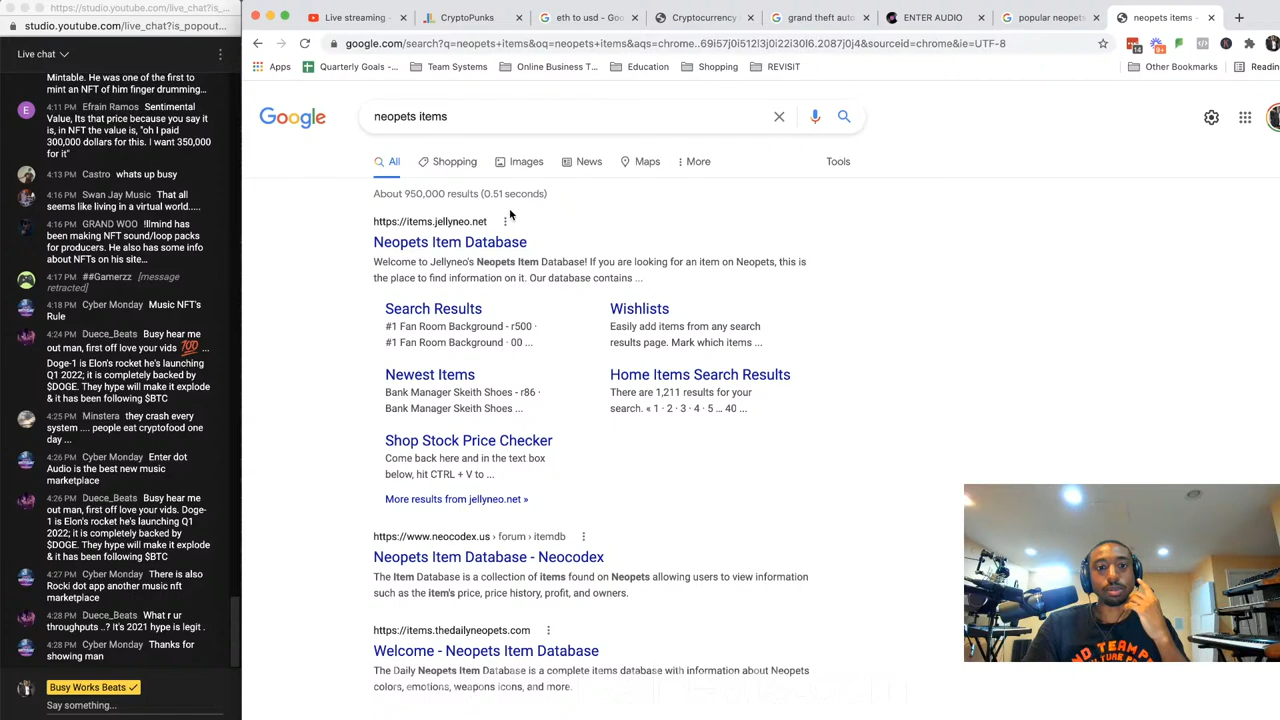 studio.youtube.com/live_chat?is_...
studio.youtube.com/live_chat?is_popout...
Live chat
Mintable. He was one of the first to
mint an NFT of him finger drumming...
E
4:11 PM Efrain Ramos Sentimental
Value, Its that price because you say it
is, in NFT the value is, "oh I paid
300,000 dollars for this. I want 350,000
for it"
4:13 PM Castro whats up busy
4:16 PM Swan Jay Music That all
seems like living in a virtual world.....
4:16 PM GRAND WOO !llmind has
been making NFT sound/loop packs
for producers. He also has some info
about NFTs on his site...
4:17 PM ##Gamerzz [message
retracted]
4:18 PM Cyber Monday Music NFT's
Rule
4:24 PM Duece_Beats Busy hear me
out man, first off love your vids 💯 ...
Doge-1 is Elon's rocket he's launching
Q1 2022; it is completely backed by
$DOGE. They hype will make it explode
& it has been following $BTC
4:25 PM Minstera they crash every
system .... people eat cryptofood one
day ...
4:26 PM Cyber Monday Enter dot
Audio is the best new music
marketplace
4:26 PM Duece_Beats Busy hear me
out man, first off love your vids. Doge-
1 is Elon's rocket he's launching Q1
2022; it is completely backed by
$DOGE. They hype will make it explode
& it has been following $BTC
4:27 PM Cyber Monday There is also
Rocki dot app another music nft
marketplace
4:28 PM Duece_Beats What r ur
throughputs ..? It's 2021 hype is legit .
4:28 PM Cyber Monday Thanks for
showing man
Busy Works Beats ✓
Say something...
Live streaming -
CryptoPunks
eth to usd - Goo
Cryptocurrency
grand theft auto
ENTER AUDIO
popular neopets
neopets items -
google.com/search?q=neopets+items&oq=neopets+items&aqs=chrome..69i57j0i512l3j0i22i30l6.2087j0j4&sourceid=chrome&ie=UTF-8
14
Apps
Quarterly Goals -...
Team Systems
Online Business T...
Education
Shopping
REVISIT
Other Bookmarks
Readin
Google
neopets items
All
Shopping
Images
News
Maps
More
Tools
About 950,000 results (0.51 seconds)
https://items.jellyneo.net
Neopets Item Database
Welcome to Jellyneo's Neopets Item Database! If you are looking for an item on Neopets, this is
the place to find information on it. Our database contains ...
Search Results
#1 Fan Room Background - r500 ·
#1 Fan Room Background · 00 ...
Wishlists
Easily add items from any search
results page. Mark which items ...
Newest Items
Bank Manager Skeith Shoes - r86 ·
Bank Manager Skeith Shoes ...
Home Items Search Results
There are 1,211 results for your
search. « 1 · 2 · 3 · 4 · 5 ... 40 ...
Shop Stock Price Checker
Come back here and in the text box
below, hit CTRL + V to ...
More results from jellyneo.net »
https://www.neocodex.us › forum › itemdb
Neopets Item Database - Neocodex
The Item Database is a collection of items found on Neopets allowing users to view information
such as the item's price, price history, profit, and owners.
https://items.thedailyneopets.com
Welcome - Neopets Item Database
The Daily Neopets Item Database is a complete items database with information about Neopets
colors, emotions, weapons icons, and more.